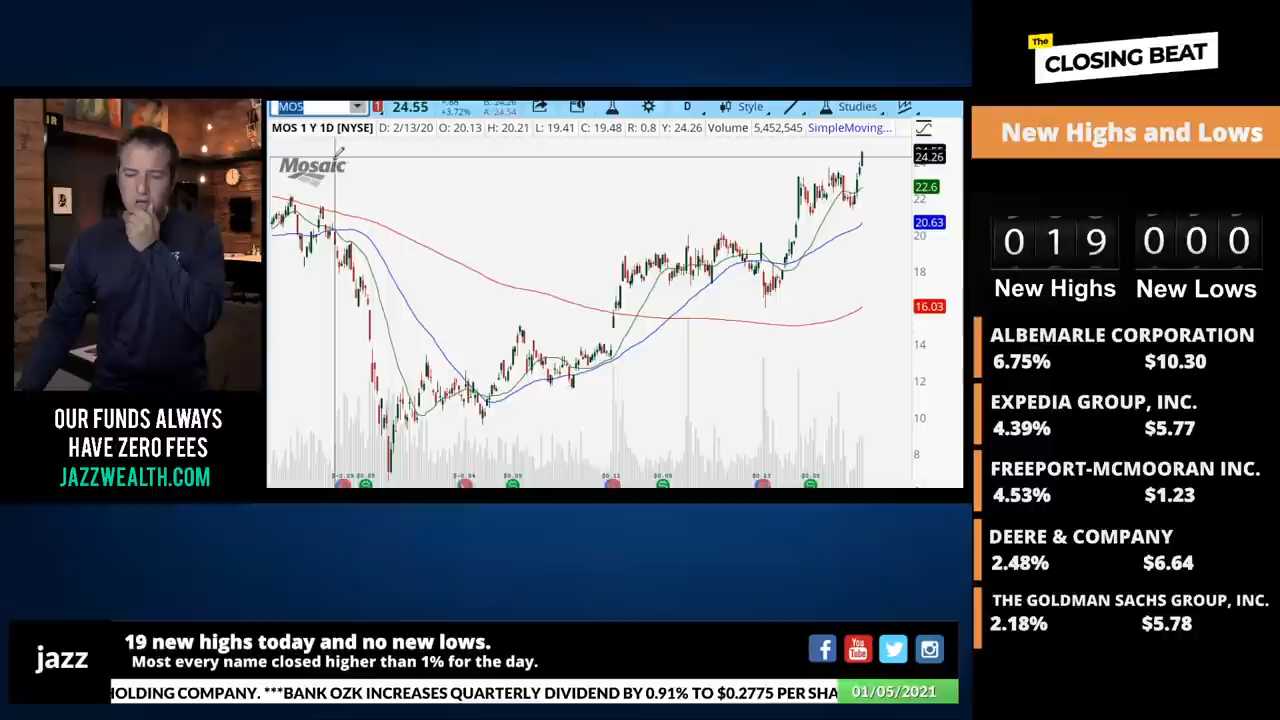 The
CLOSING BEAT
New Highs and Lows
019 000
New Highs New Lows
ALBEMARLE CORPORATION
6.75% $10.30
EXPEDIA GROUP, INC.
4.39% $5.77
FREEPORT-MCMOORAN INC.
4.53% $1.23
DEERE & COMPANY
2.48% $6.64
THE GOLDMAN SACHS GROUP, INC.
2.18% $5.78
MOS 24.55 +3.72% D Style Studies
MOS 1 Y 1D [NYSE] D: 2/13/20 O: 20.13 H: 20.21 L: 19.41 C: 19.48 R: 0.8 Y: 24.26 Volume 5,452,545 SimpleMoving...
Mosaic
24.26
22.6
22
20.63
20
18
16.03
14
12
10
8
OUR FUNDS ALWAYS
HAVE ZERO FEES
JAZZWEALTH.COM
jazz
19 new highs today and no new lows.
Most every name closed higher than 1% for the day.
HOLDING COMPANY. ***BANK OZK INCREASES QUARTERLY DIVIDEND BY 0.91% TO $0.2775 PER SHA
01/05/2021